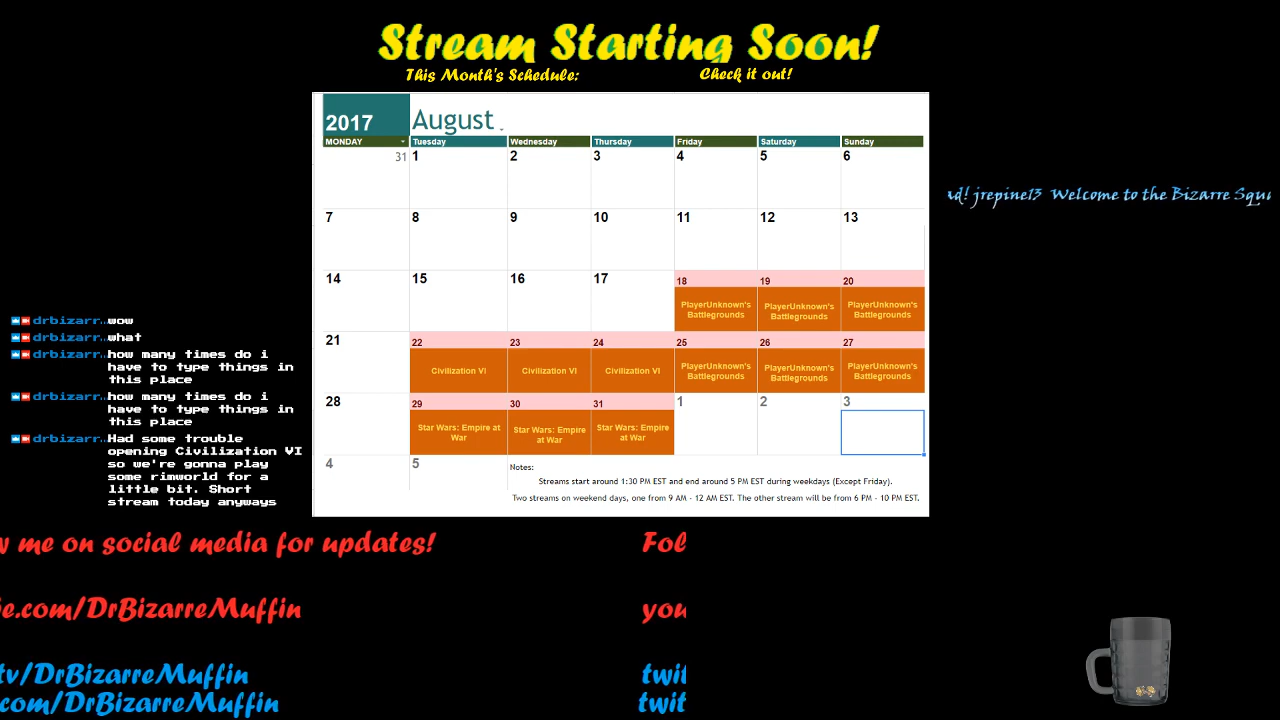 Stream Starting Soon!
This Month's Schedule: Check it out!
2017 August
MONDAY Tuesday Wednesday Thursday Friday Saturday Sunday
31 1 2 3 4 5 6
7 8 9 10 11 12 13
14 15 16 17 18 19 20
PlayerUnknown's PlayerUnknown's PlayerUnknown's
Battlegrounds Battlegrounds Battlegrounds
21 22 23 24 25 26 27
Civilization VI Civilization VI Civilization VI PlayerUnknown's PlayerUnknown's PlayerUnknown's
Battlegrounds Battlegrounds Battlegrounds
28 29 30 31 1 2 3
Star Wars: Empire at Star Wars: Empire Star Wars: Empire
War at War at War
4 5
Notes:
Streams start around 1:30 PM EST and end around 5 PM EST during weekdays (Except Friday).
Two streams on weekend days, one from 9 AM - 12 AM EST. The other stream will be from 6 PM - 10 PM EST.
d! jrepine13 Welcome to the Bizarre Squ
drbizarr.. wow
drbizarr.. what
drbizarr.. how many times do i
have to type things in
this place
drbizarr.. how many times do i
have to type things in
this place
drbizarr.. Had some trouble
opening Civilization VI
so we're gonna play
some rimworld for a
little bit. Short
stream today anyways
w me on social media for updates! Fol
e.com/DrBizarreMuffin you
tv/DrBizarreMuffin twit
.com/DrBizarreMuffin twit